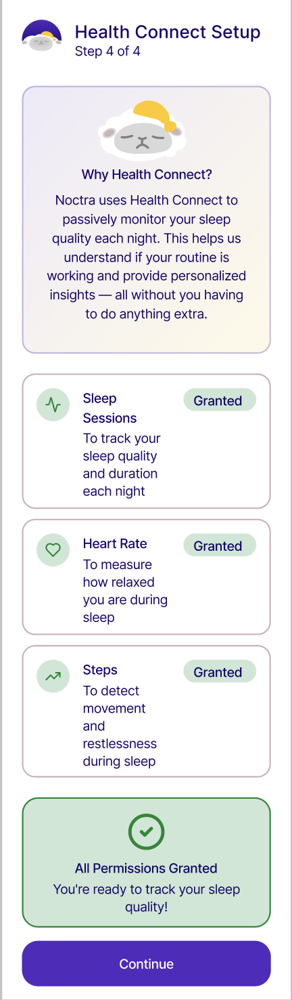 Health Connect Setup
Step 4 of 4
Why Health Connect?
Noctra uses Health Connect to
passively monitor your sleep
quality each night. This helps us
understand if your routine is
working and provide personalized
insights — all without you having
to do anything extra.
Sleep
Sessions
Granted
To track your
sleep quality
and duration
each night
Heart Rate
Granted
To measure
how relaxed
you are during
sleep
Steps
Granted
To detect
movement
and
restlessness
during sleep
All Permissions Granted
You're ready to track your sleep
quality!
Continue